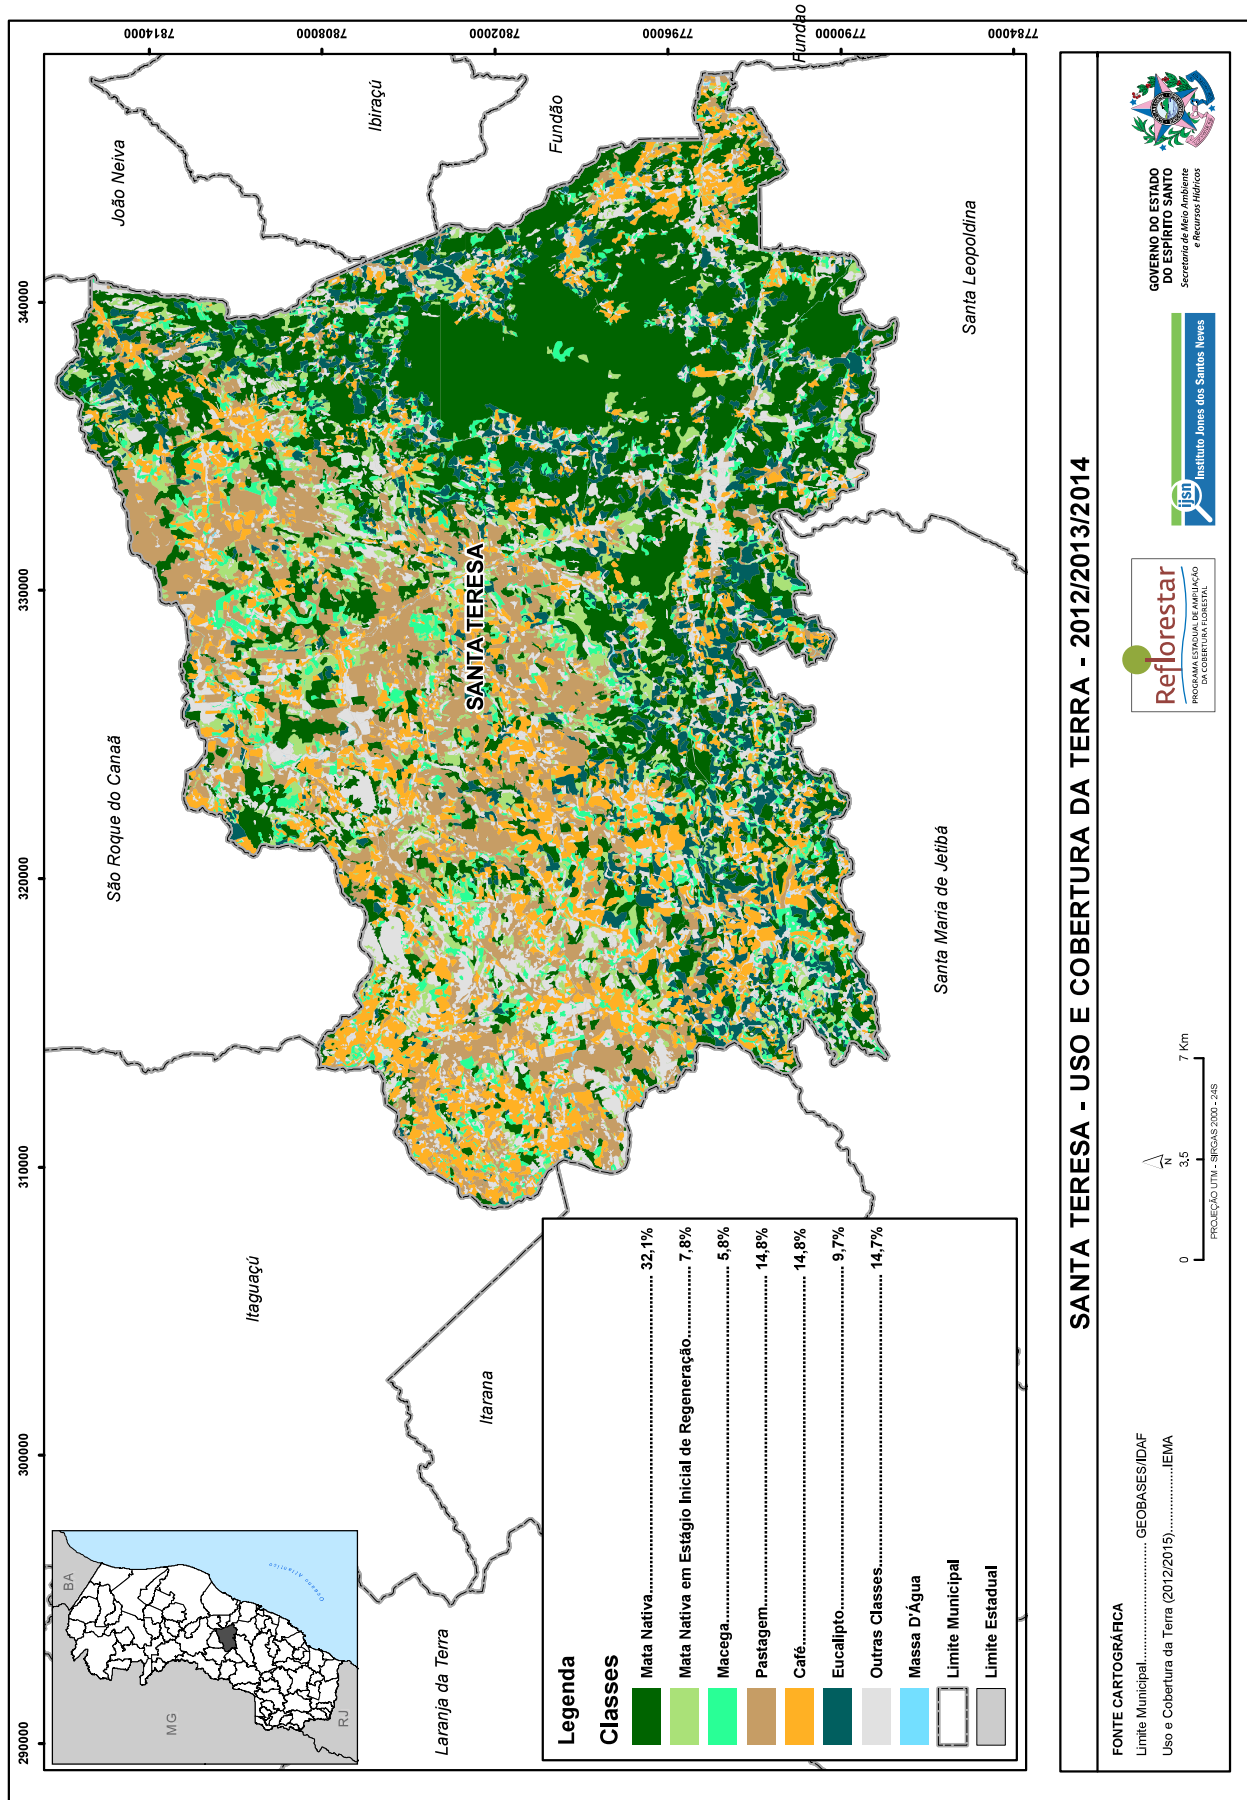 290000
300000
310000
320000
330000
340000
7814000
7808000
7802000
7796000
7790000
7784000
BA
MG
RJ
Oceano Atlântico
João Neiva
Ibiraçú
Fundão
Fundao
São Roque do Canaã
SANTA TERESA
Santa Leopoldina
Santa Maria de Jetibá
Itaguaçú
Itarana
Laranja da Terra
Legenda
Classes
Mata Nativa 32,1%
Mata Nativa em Estágio Inicial de Regeneração 7,8%
Macega 5,8%
Pastagem 14,8%
Café 14,8%
Eucalipto 9,7%
Outras Classes 14,7%
Massa D'Água
Limite Municipal
Limite Estadual
SANTA TERESA - USO E COBERTURA DA TERRA - 2012/2013/2014
FONTE CARTOGRÁFICA
Limite Municipal GEOBASES/IDAF
Uso e Cobertura da Terra (2012/2015) IEMA
N
0 3,5 7 Km
PROJEÇÃO UTM - SIRGAS 2000 - 24S
Reflorestar
PROGRAMA ESTADUAL DE AMPLIAÇÃO
DA COBERTURA FLORESTAL
ijsn
Instituto Jones dos Santos Neves
GOVERNO DO ESTADO
DO ESPÍRITO SANTO
Secretaria de Meio Ambiente
e Recursos Hídricos